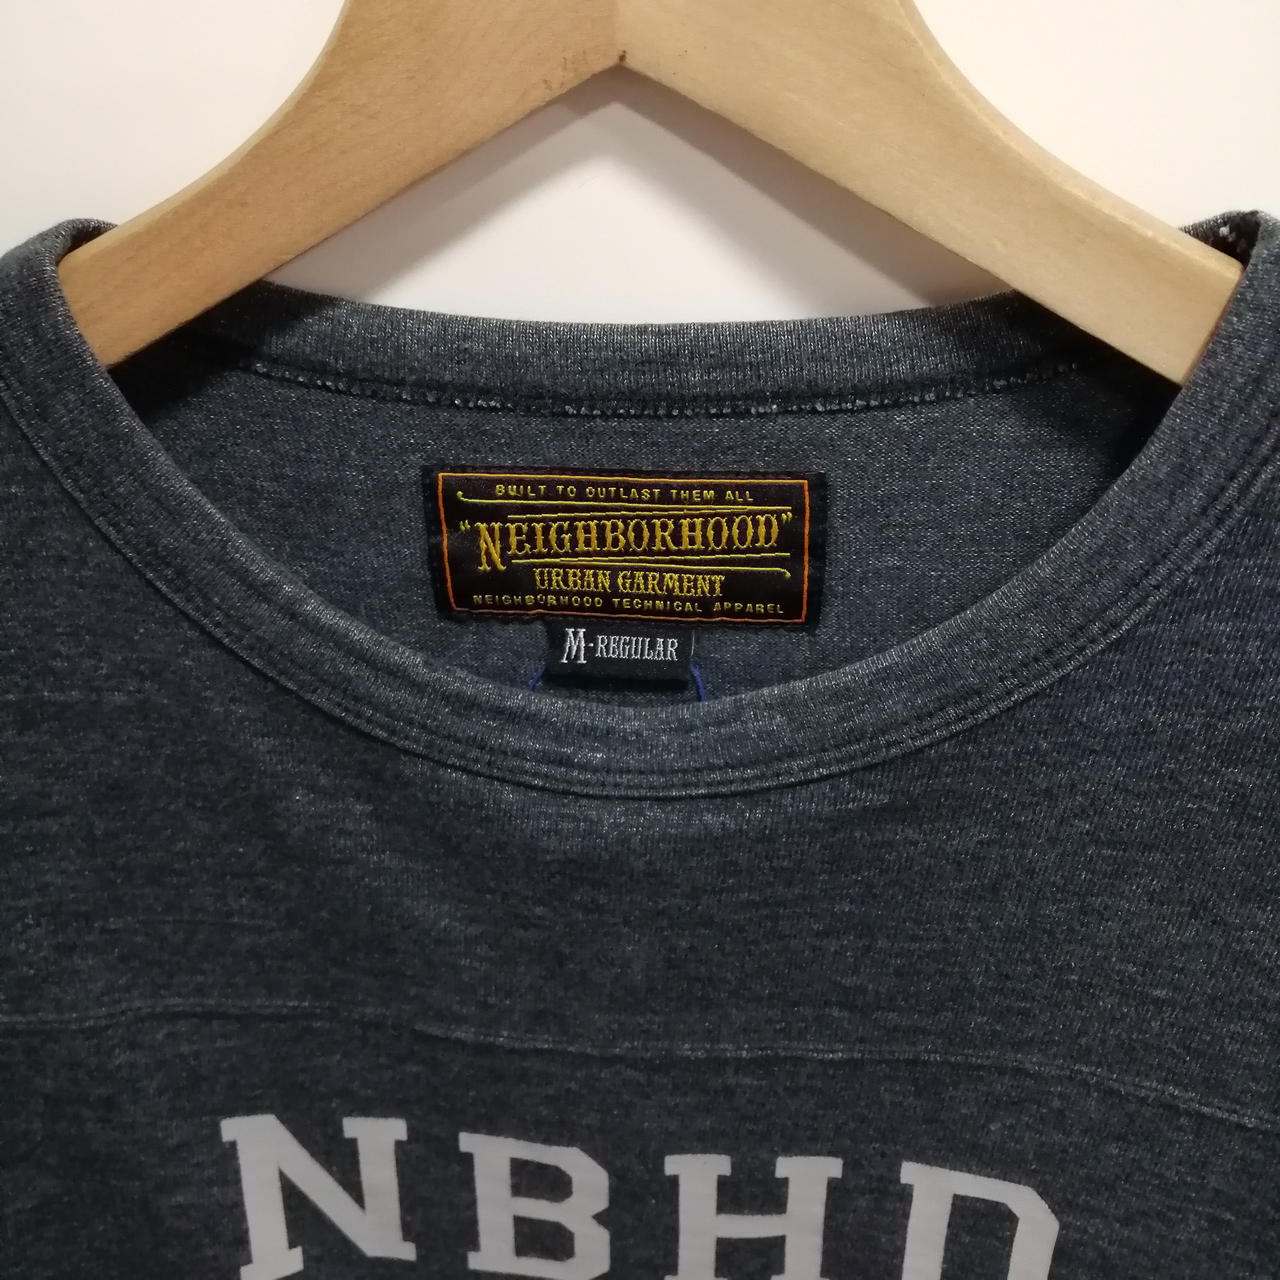 BUILT TO OUTLAST THEM ALL
"NEIGHBORHOOD"
URBAN GARMENT
NEIGHBORHOOD TECHNICAL APPAREL
M-REGULAR
NBHD